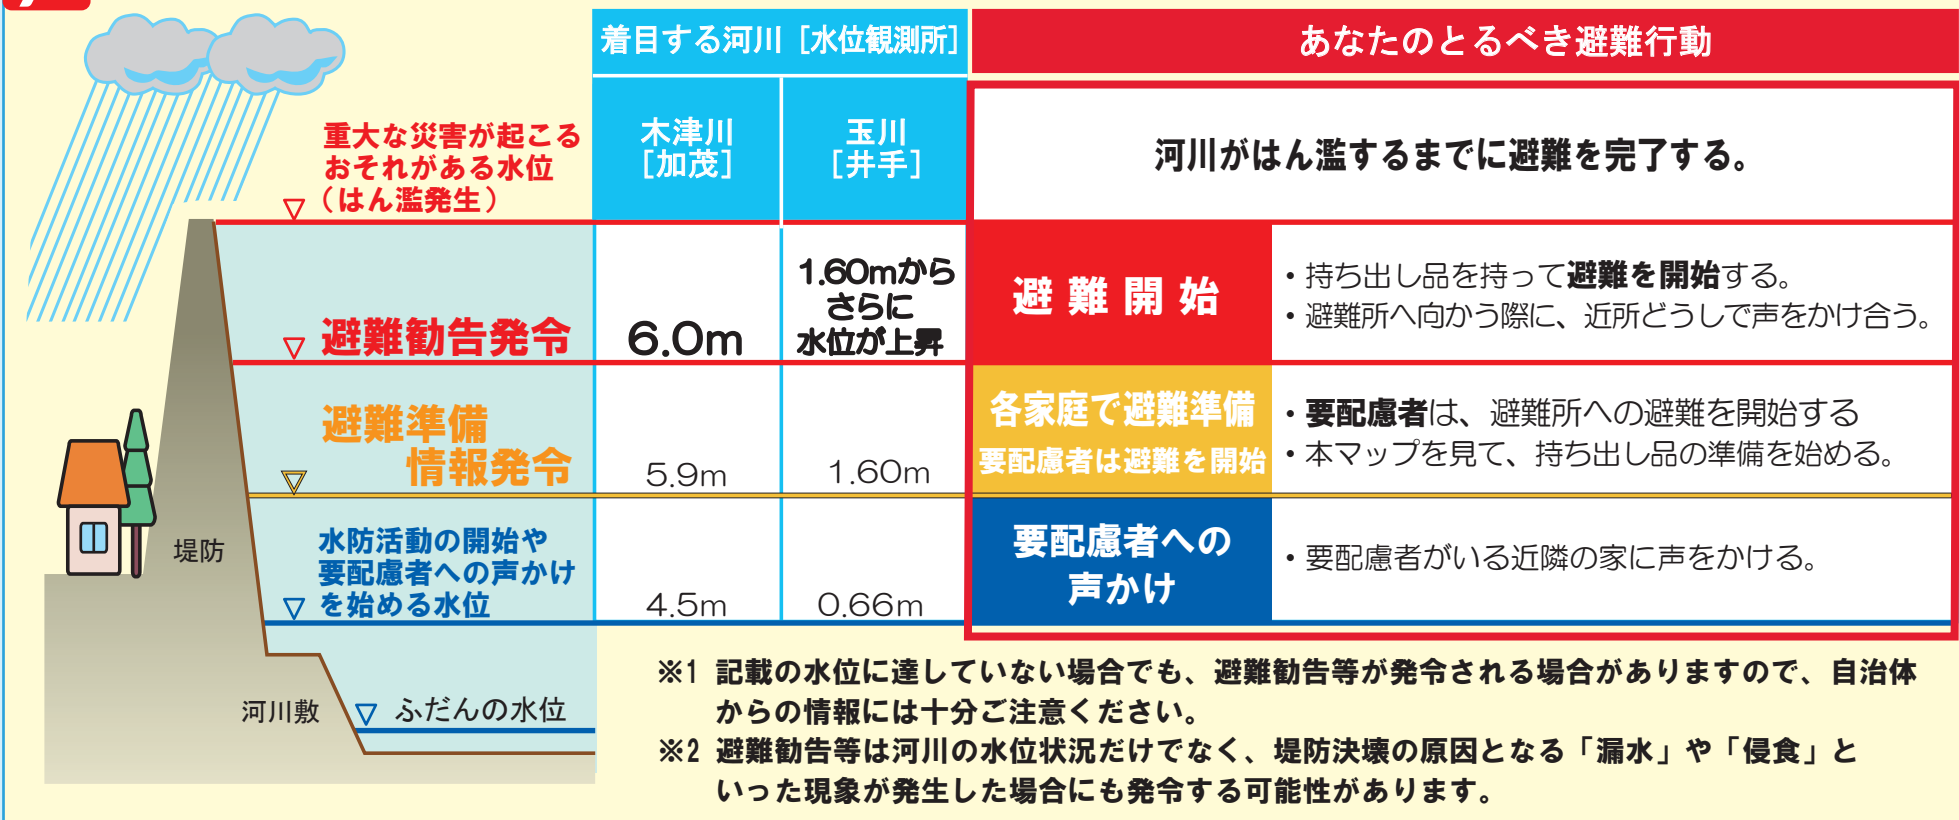 着目する河川［水位観測所］
あなたのとるべき避難行動
木津川
［加茂］
玉川
［井手］
河川がはん濫するまでに避難を完了する。
重大な災害が起こる
おそれがある水位
（はん濫発生）
避難勧告発令
6.0m
1.60mから
さらに
水位が上昇
避難開始
・持ち出し品を持って避難を開始する。
・避難所へ向かう際に、近所どうしで声をかけ合う。
避難準備
情報発令
5.9m
1.60m
各家庭で避難準備
要配慮者は避難を開始
・要配慮者は、避難所への避難を開始する
・本マップを見て、持ち出し品の準備を始める。
水防活動の開始や
要配慮者への声かけ
を始める水位
4.5m
0.66m
要配慮者への
声かけ
・要配慮者がいる近隣の家に声をかける。
堤防
河川敷
ふだんの水位
※1 記載の水位に達していない場合でも、避難勧告等が発令される場合がありますので、自治体
からの情報には十分ご注意ください。
※2 避難勧告等は河川の水位状況だけでなく、堤防決壊の原因となる「漏水」や「侵食」と
いった現象が発生した場合にも発令する可能性があります。